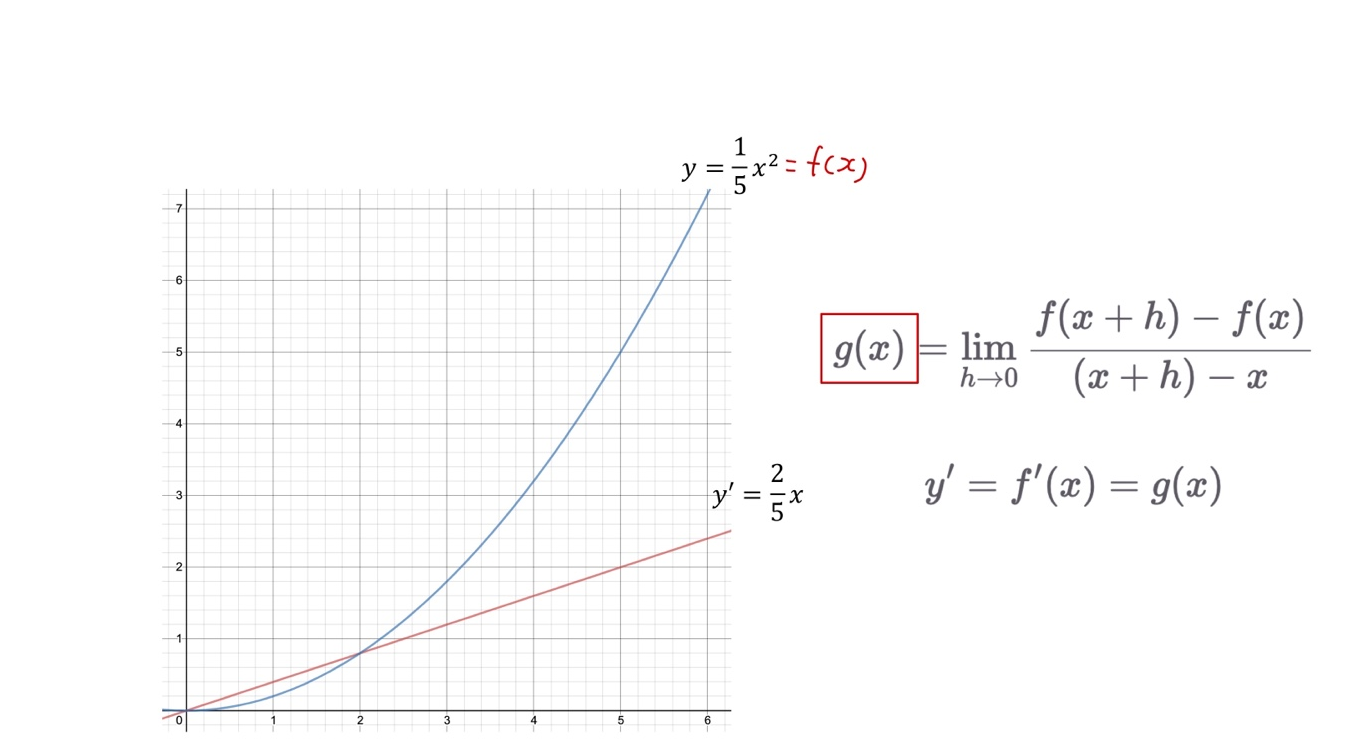 y = 1/5 x² = f(x)
7
6
5
4
3
2
1
0 1 2 3 4 5 6
g(x) = lim h→0 (f(x + h) − f(x)) / ((x + h) − x)
y′ = 2/5 x
y′ = f′(x) = g(x)